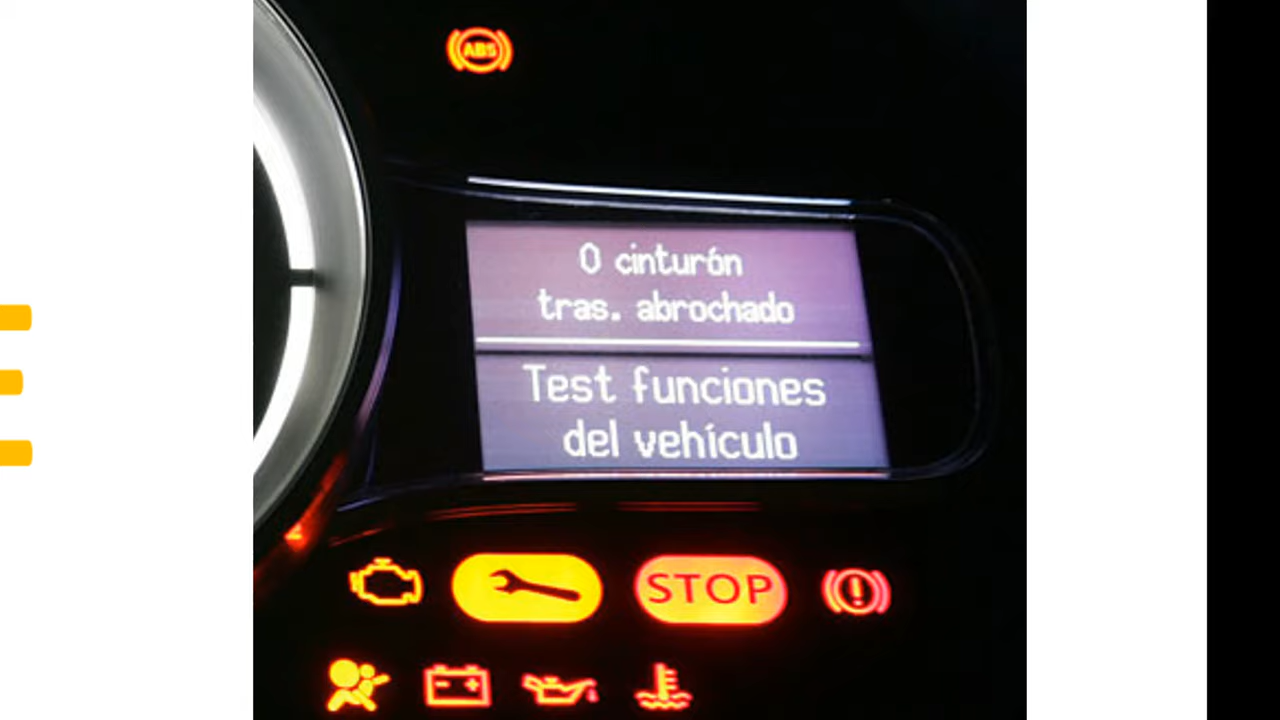 ABS
0 cinturón
tras. abrochado
Test funciones
del vehículo
STOP